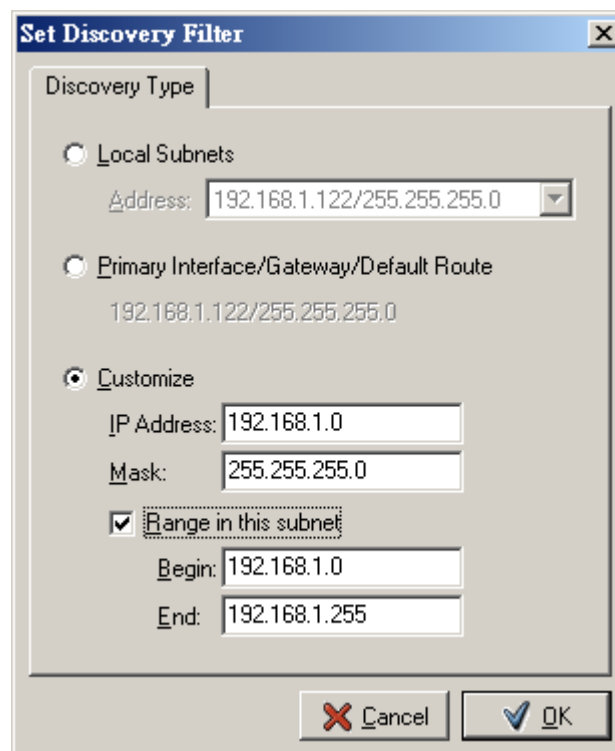 Set Discovery Filter
Discovery Type
Local Subnets
Address: 192.168.1.122/255.255.255.0
Primary Interface/Gateway/Default Route
192.168.1.122/255.255.255.0
Customize
IP Address: 192.168.1.0
Mask: 255.255.255.0
Range in this subnet
Begin: 192.168.1.0
End: 192.168.1.255
Cancel OK